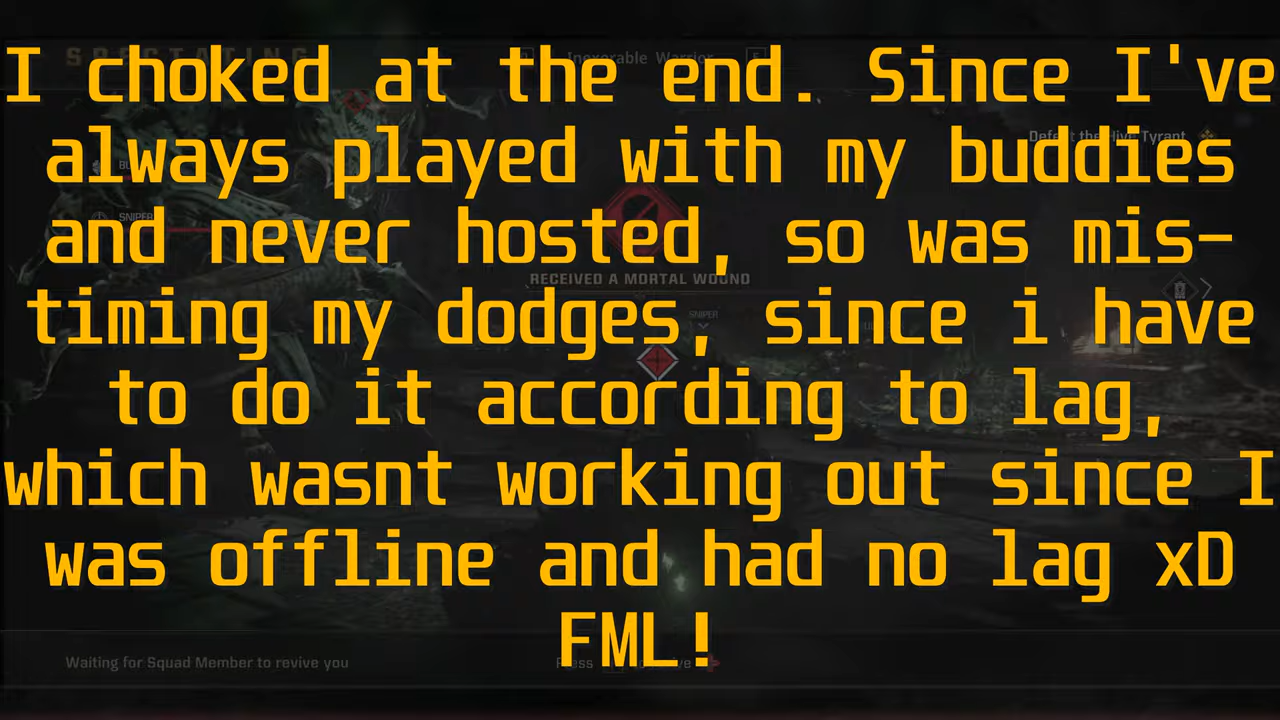 SPECTATING
Inexorable Warrior
I choked at the end. Since I've
Defeat the Hive Tyrant
always played with my buddies
SNIPER
and never hosted, so was mis-
RECEIVED A MORTAL WOUND
SNIPER
timing my dodges, since i have
to do it according to lag,
which wasnt working out since I
was offline and had no lag xD
FML!
Waiting for Squad Member to revive you
Press